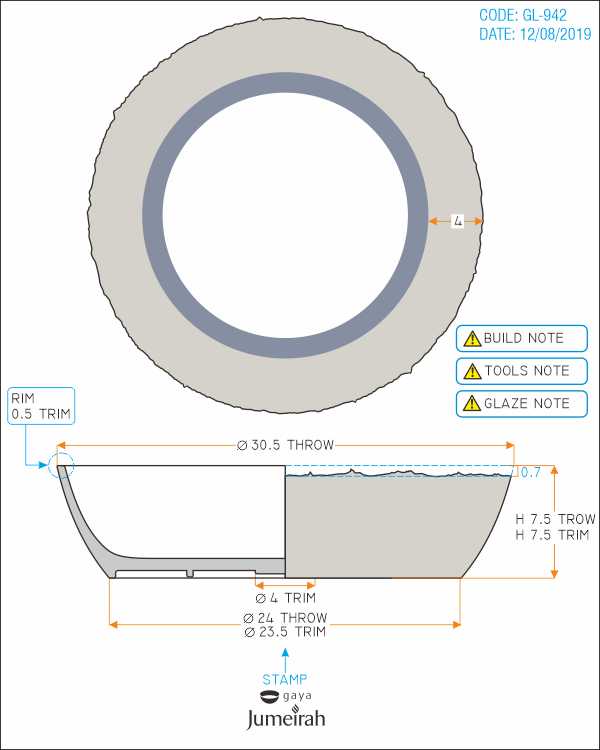 CODE: GL-942
DATE: 12/08/2019
4
BUILD NOTE
TOOLS NOTE
GLAZE NOTE
RIM
0.5 TRIM
Ø 30.5 THROW
0.7
H 7.5 TROW
H 7.5 TRIM
Ø 4 TRIM
Ø 24 THROW
Ø 23.5 TRIM
STAMP
gaya
Jumeirah